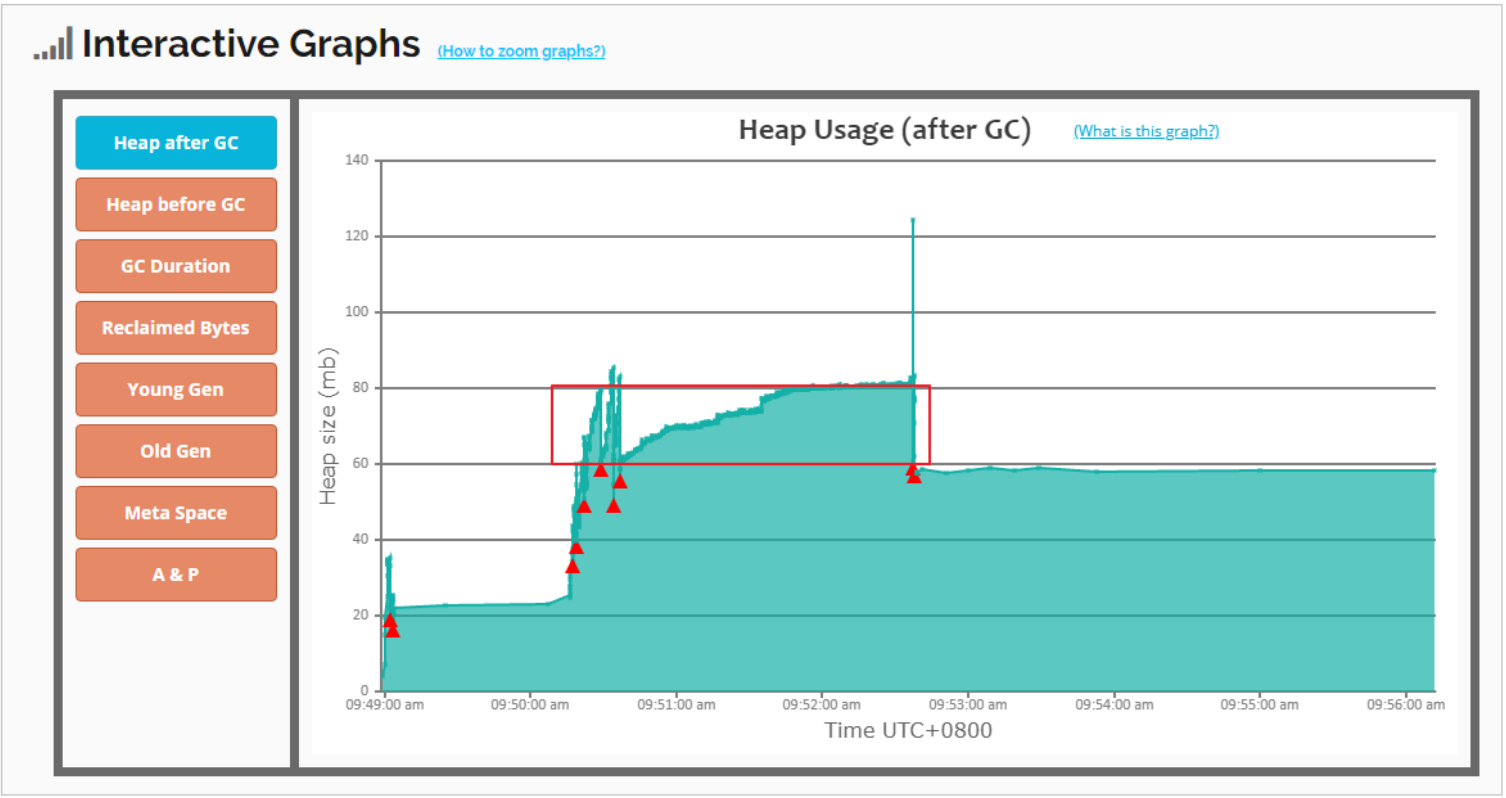 Interactive Graphs (How to zoom graphs?)
Heap after GC
Heap before GC
GC Duration
Reclaimed Bytes
Young Gen
Old Gen
Meta Space
A & P
Heap Usage (after GC) (What is this graph?)
Heap size (mb)
140
120
100
80
60
40
20
0
09:49:00 am 09:50:00 am 09:51:00 am 09:52:00 am 09:53:00 am 09:54:00 am 09:55:00 am 09:56:00 am
Time UTC+0800